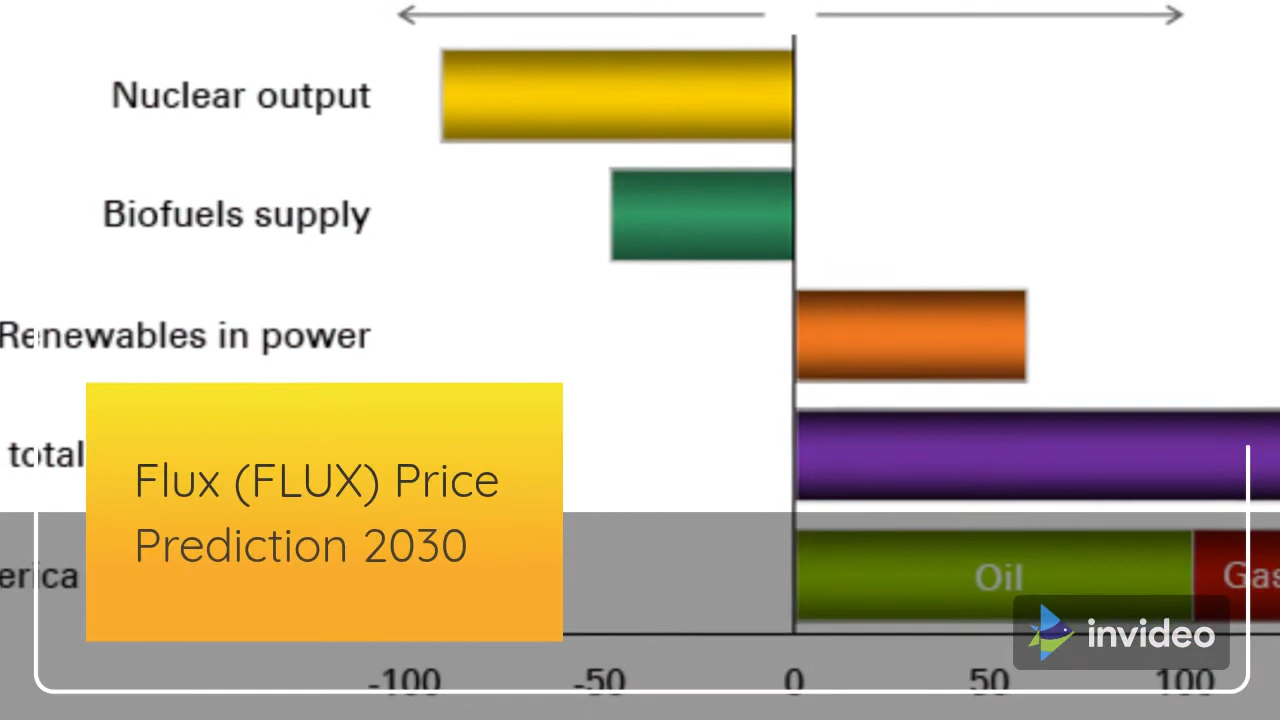 Nuclear output
Biofuels supply
Renewables in power
total
Flux (FLUX) Price
Prediction 2030
erica
Oil
Gas
invideo
-100 -50 0 50 100